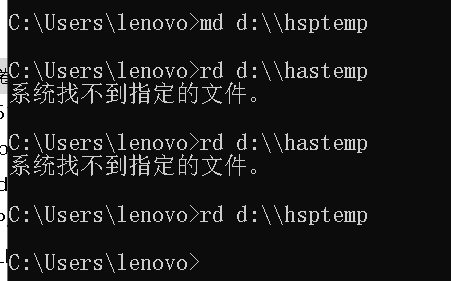 C:\Users\lenovo>md d:\\hsptemp
C:\Users\lenovo>rd d:\\hastemp
系统找不到指定的文件。
C:\Users\lenovo>rd d:\\hastemp
系统找不到指定的文件。
C:\Users\lenovo>rd d:\\hsptemp
C:\Users\lenovo>